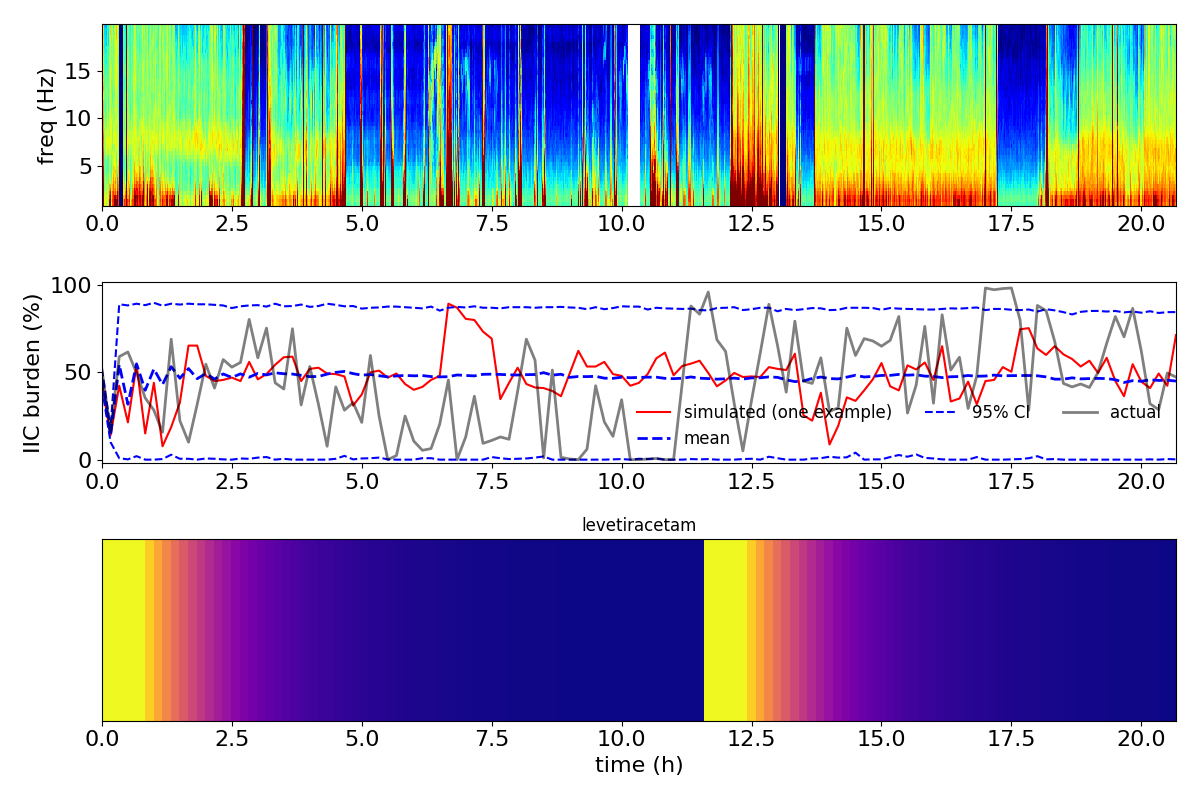 freq (Hz)
15
10
5
0.0 2.5 5.0 7.5 10.0 12.5 15.0 17.5 20.0
IIC burden (%)
100
50
0
simulated (one example) 95% CI actual
mean
0.0 2.5 5.0 7.5 10.0 12.5 15.0 17.5 20.0
levetiracetam
0.0 2.5 5.0 7.5 10.0 12.5 15.0 17.5 20.0
time (h)